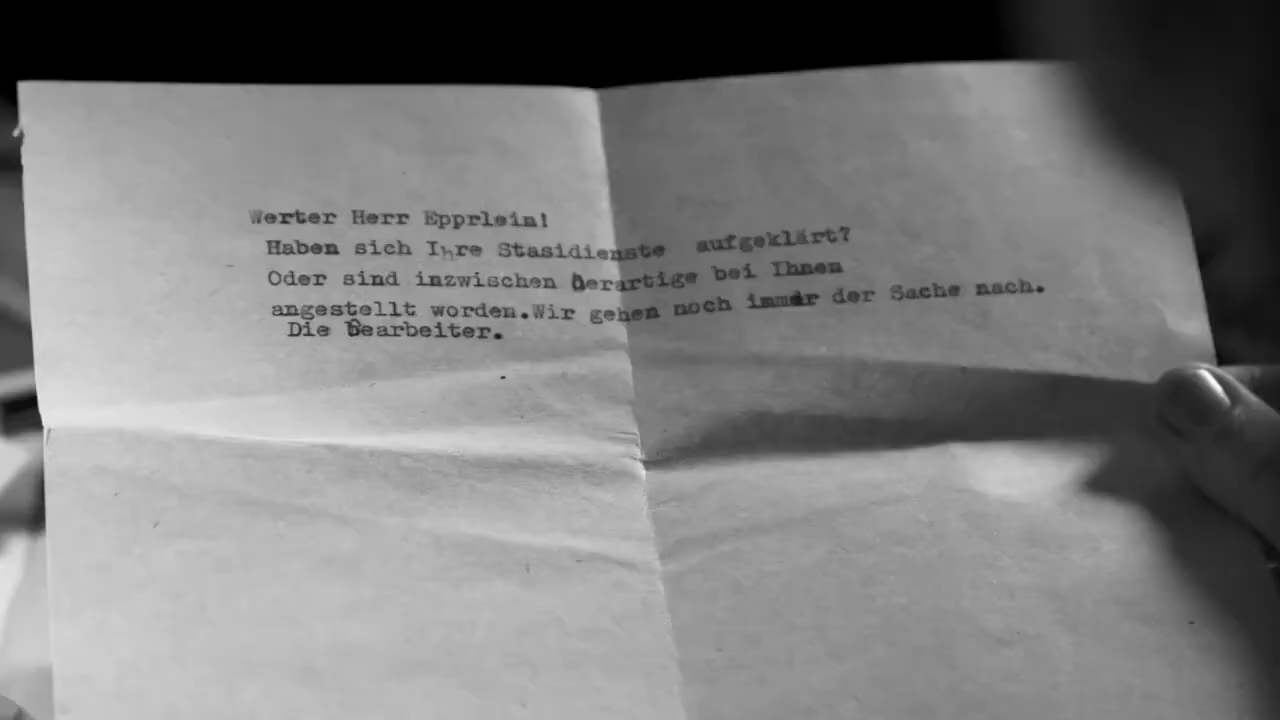 Werter Herr Epprlein!
Haben sich Ihre Stasidienste aufgeklärt?
Oder sind inzwischen derartige bei Ihnen
angestellt worden.Wir gehen noch immer der Sache nach.
Die Bearbeiter.